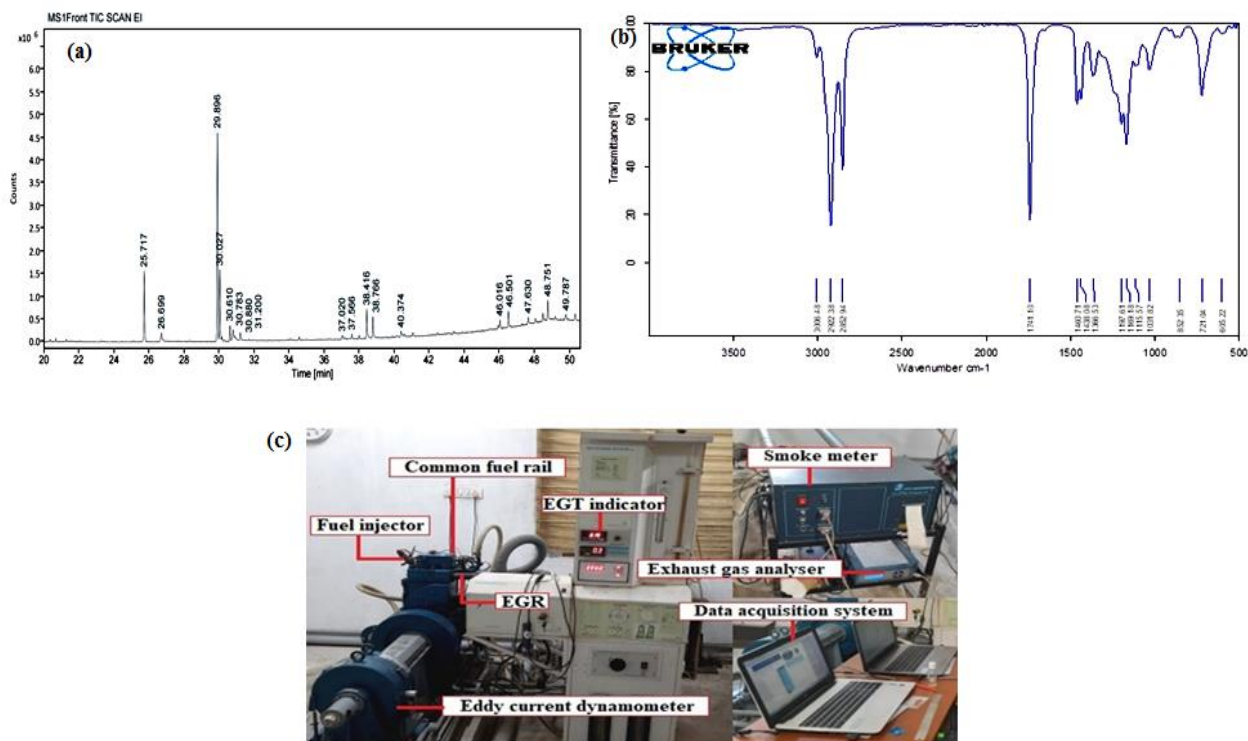 MS1Front TIC SCAN EI
x10⁶
(a)
6.5
6.0
5.5
5.0
4.5
4.0
3.5
3.0
2.5
2.0
1.5
1.0
0.5
0.0
Counts
25.717
26.699
29.896
30.027
30.610
30.783
30.880
31.200
37.020
37.566
38.416
38.766
40.374
46.016
46.501
47.630
48.751
49.787
20 22 24 26 28 30 32 34 36 38 40 42 44 46 48 50
Time [min]
(b)
BRUKER
Transmittance [%]
80
60
40
20
0
3006.48
2922.38
2852.94
1741.10
1460.71
1438.08
1366.53
1197.61
1169.18
1115.57
1031.82
852.35
721.04
605.22
3500 3000 2500 2000 1500 1000 500
Wavenumber cm-1
(c)
Common fuel rail
Fuel injector
EGT indicator
EGR
Eddy current dynamometer
Smoke meter
Exhaust gas analyser
Data acquisition system